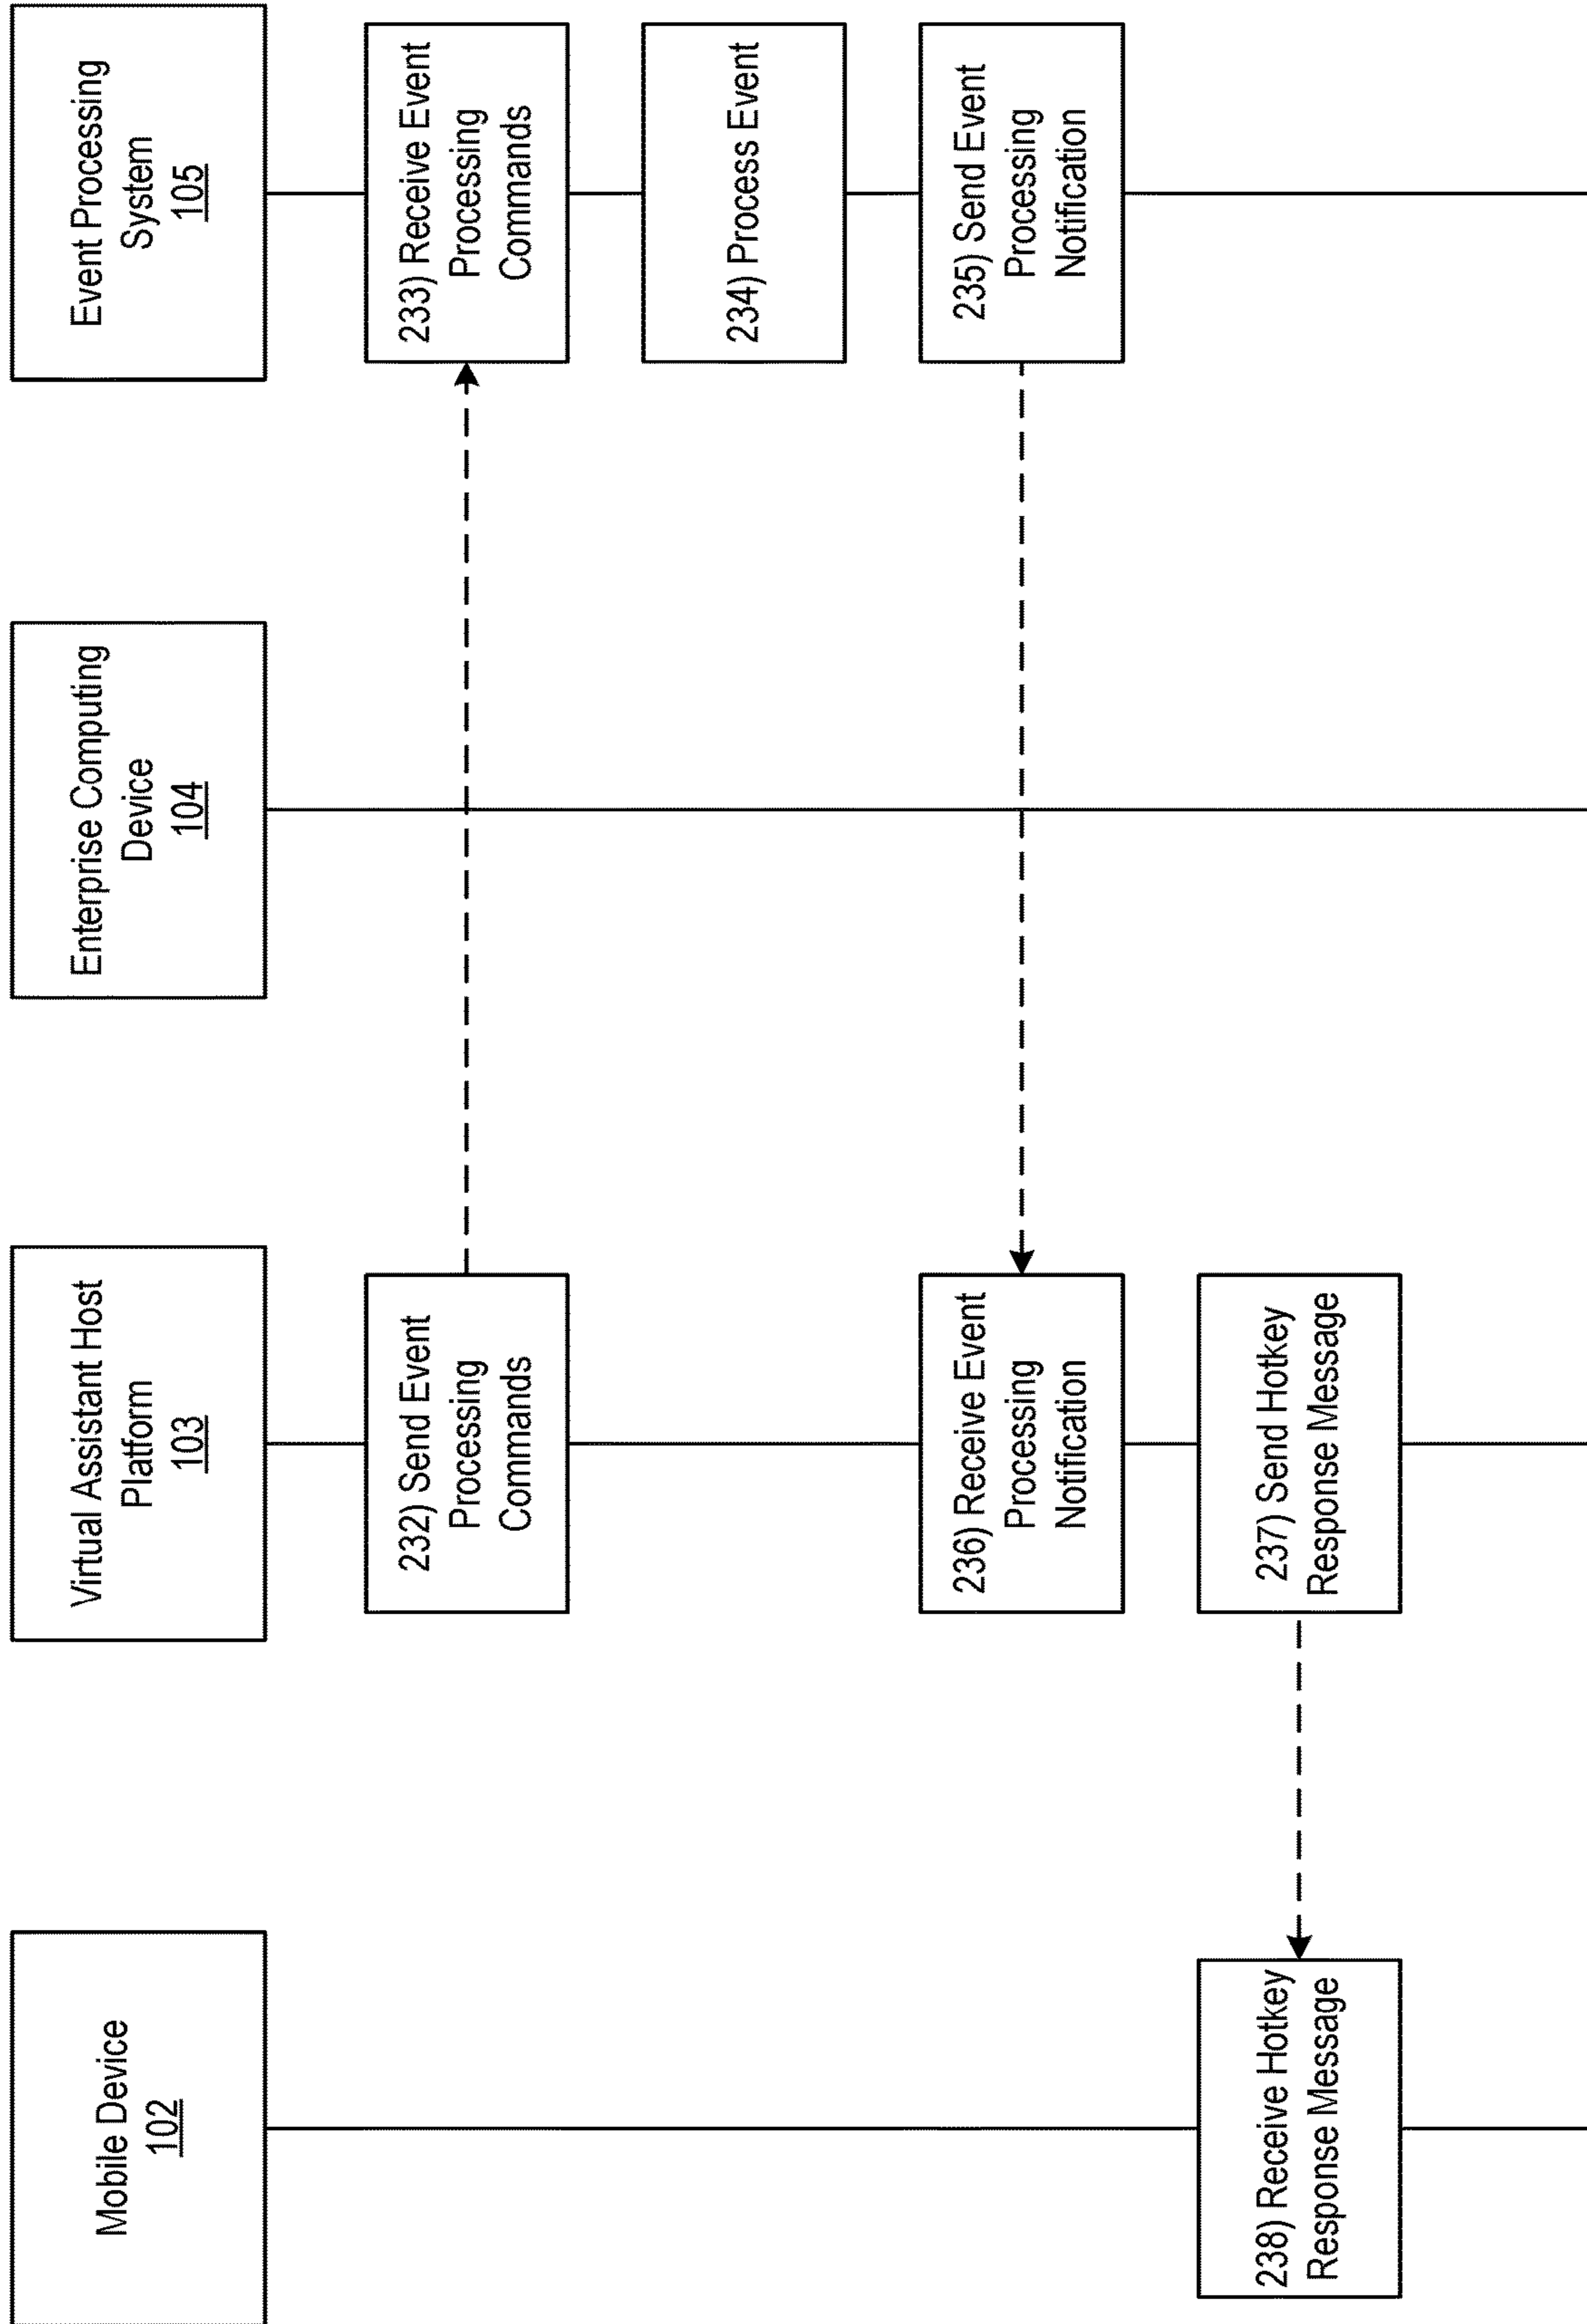 Mobile Device
102
Virtual Assistant Host
Platform
103
Enterprise Computing
Device
104
Event Processing
System
105
232) Send Event
Processing
Commands
233) Receive Event
Processing
Commands
234) Process Event
236) Receive Event
Processing
Notification
235) Send Event
Processing
Notification
238) Receive Hotkey
Response Message
237) Send Hotkey
Response Message